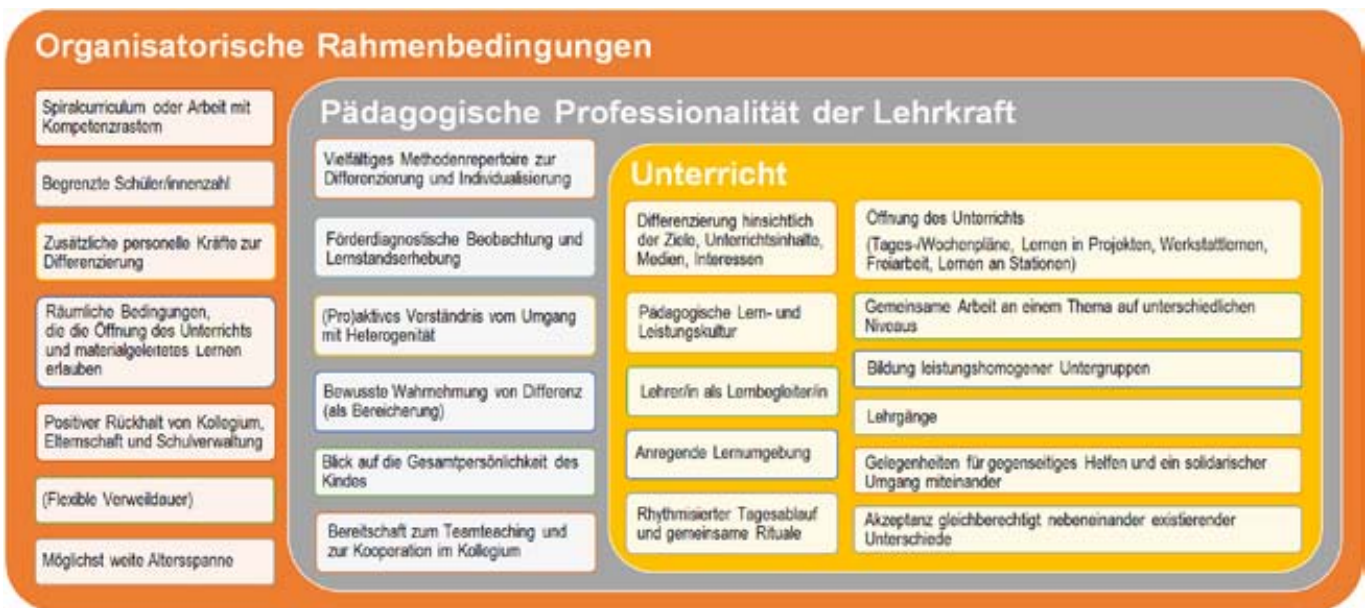 Organisatorische Rahmenbedingungen
Spiralcurriculum oder Arbeit mit
Kompetenzrastern
Begrenzte Schüler/innenzahl
Zusätzliche personelle Kräfte zur
Differenzierung
Räumliche Bedingungen,
die die Öffnung des Unterrichts
und materialgeleitetes Lernen
erlauben
Positiver Rückhalt von Kollegium,
Elternschaft und Schulverwaltung
(Flexible Verweildauer)
Möglichst weite Altersspanne
Pädagogische Professionalität der Lehrkraft
Vielfältiges Methodenrepertoire zur
Differenzierung und Individualisierung
Förderdiagnostische Beobachtung und
Lernstandserhebung
(Pro)aktives Verständnis vom Umgang
mit Heterogenität
Bewusste Wahrnehmung von Differenz
(als Bereicherung)
Blick auf die Gesamtpersönlichkeit des
Kindes
Bereitschaft zum Teamteaching und
zur Kooperation im Kollegium
Unterricht
Differenzierung hinsichtlich
der Ziele, Unterrichtsinhalte,
Medien, Interessen
Pädagogische Lern- und
Leistungskultur
Lehrer/in als Lernbegleiter/in
Anregende Lernumgebung
Rhythmisierter Tagesablauf
und gemeinsame Rituale
Öffnung des Unterrichts
(Tages-/Wochenpläne, Lernen in Projekten, Werkstattlernen,
Freiarbeit, Lernen an Stationen)
Gemeinsame Arbeit an einem Thema auf unterschiedlichen
Niveaus
Bildung leistungshomogener Untergruppen
Lehrgänge
Gelegenheiten für gegenseitiges Helfen und ein solidarischer
Umgang miteinander
Akzeptanz gleichberechtigt nebeneinander existierender
Unterschiede